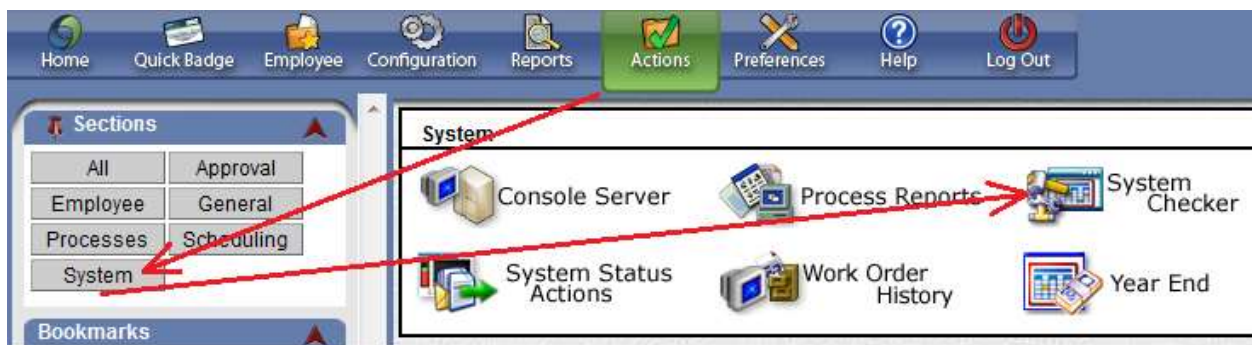 Home Quick Badge Employee Configuration Reports Actions Preferences Help Log Out
Sections
All Approval
Employee General
Processes Scheduling
System
Bookmarks
System
Console Server Process Reports System Checker
System Status Actions Work Order History Year End